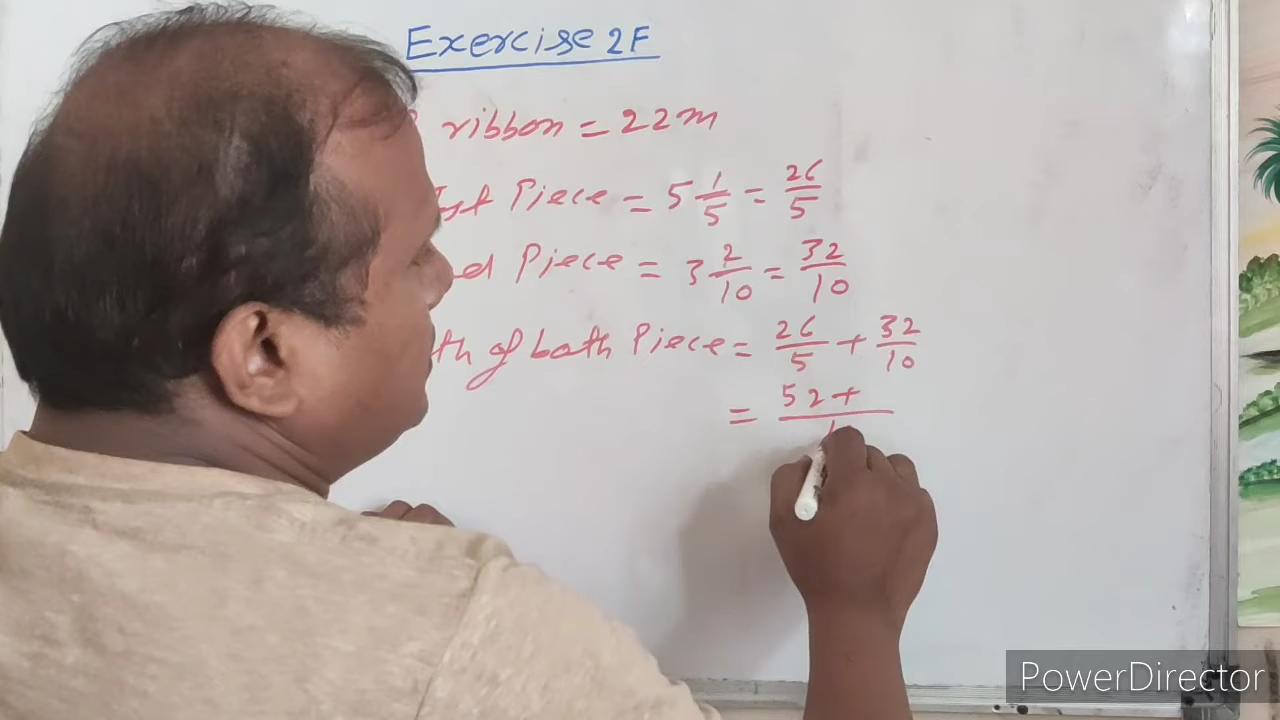 Exercise 2F
ribbon = 22m
Piece = 5 1/5 = 26/5
Piece = 3 2/10 = 32/10
of both Piece = 26/5 + 32/10
= 52+
PowerDirector